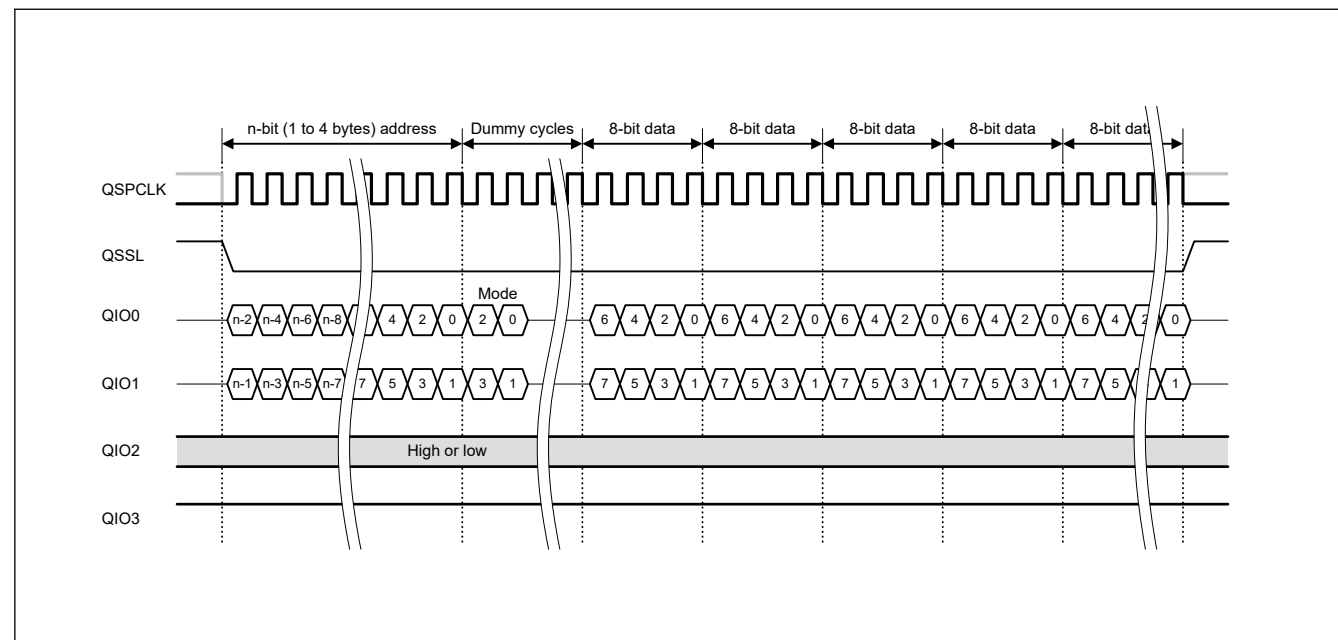 n-bit (1 to 4 bytes) address Dummy cycles 8-bit data 8-bit data 8-bit data 8-bit data 8-bit data
QSPCLK
QSSL
Mode
QIO0 n-2 n-4 n-6 n-8 4 2 0 2 0 6 4 2 0 6 4 2 0 6 4 2 0 6 4 2 0 6 4 2 0
QIO1 n-1 n-3 n-5 n-7 7 5 3 1 3 1 7 5 3 1 7 5 3 1 7 5 3 1 7 5 3 1 7 5 1
QIO2 High or low
QIO3